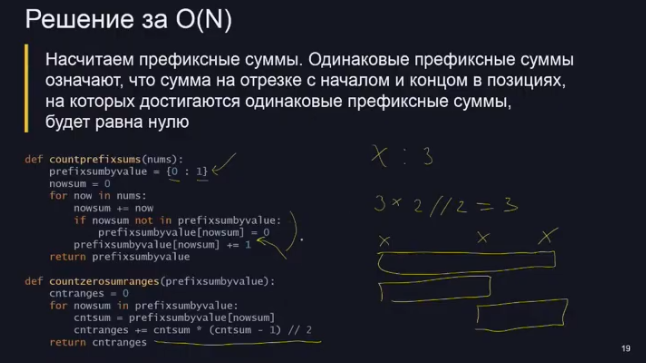 Решение за O(N)
Насчитаем префиксные суммы. Одинаковые префиксные суммы
означают, что сумма на отрезке с началом и концом в позициях,
на которых достигаются одинаковые префиксные суммы,
будет равна нулю
def countprefixsums(nums):
    prefixsumbyvalue = {0 : 1}
    nowsum = 0
    for now in nums:
        nowsum += now
        if nowsum not in prefixsumbyvalue:
            prefixsumbyvalue[nowsum] = 0
        prefixsumbyvalue[nowsum] += 1
    return prefixsumbyvalue
def countzerosumranges(prefixsumbyvalue):
    cntranges = 0
    for nowsum in prefixsumbyvalue:
        cntsum = prefixsumbyvalue[nowsum]
        cntranges += cntsum * (cntsum - 1) // 2
    return cntranges
X : 3
3 * 2 // 2 = 3
x x x
19